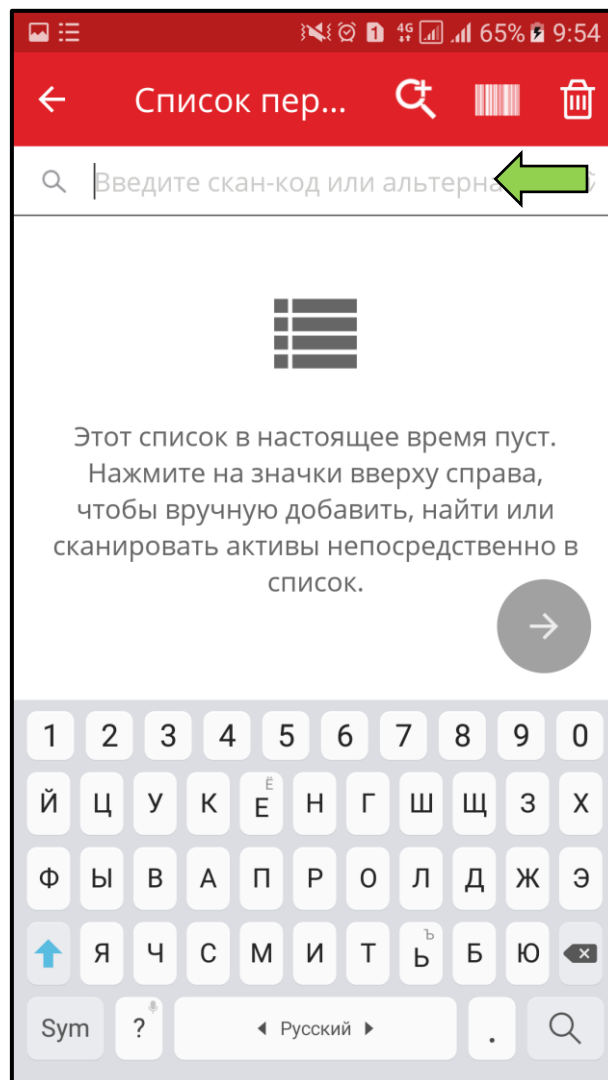 1 4G 65% 9:54
Список пер...
Введите скан-код или альтерна
Этот список в настоящее время пуст.
Нажмите на значки вверху справа,
чтобы вручную добавить, найти или
сканировать активы непосредственно в
список.
1 2 3 4 5 6 7 8 9 0
Й Ц У К Е Ё Н Г Ш Щ З Х
Ф Ы В А П Р О Л Д Ж Э
Я Ч С М И Т Ь Ъ Б Ю
Sym ? Русский .